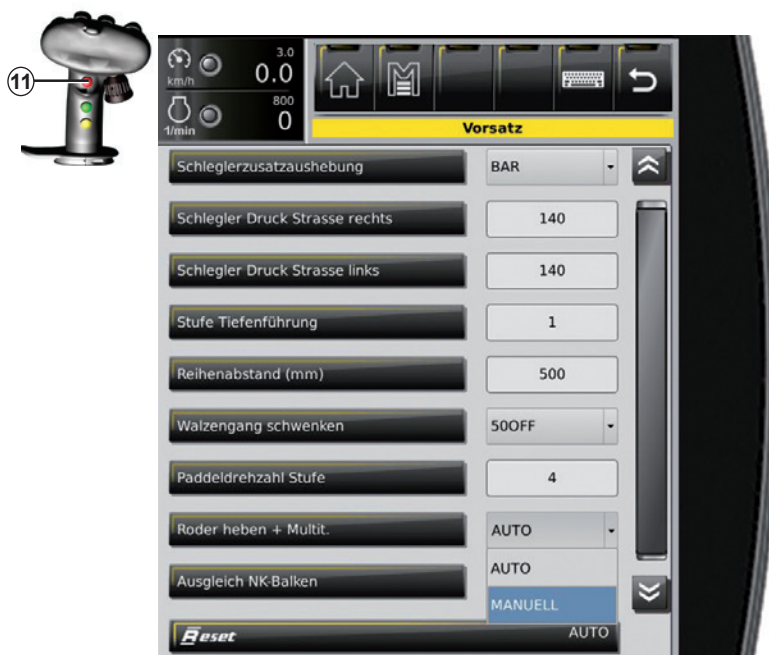 11
3.0
km/h 0.0
800
1/min 0
Vorsatz
Schleglerzusatzaushebung BAR
Schlegler Druck Strasse rechts 140
Schlegler Druck Strasse links 140
Stufe Tiefenführung 1
Reihenabstand (mm) 500
Walzengang schwenken 50OFF
Paddeldrehzahl Stufe 4
Roder heben + Multit. AUTO
AUTO
Ausgleich NK-Balken
MANUELL
Reset AUTO